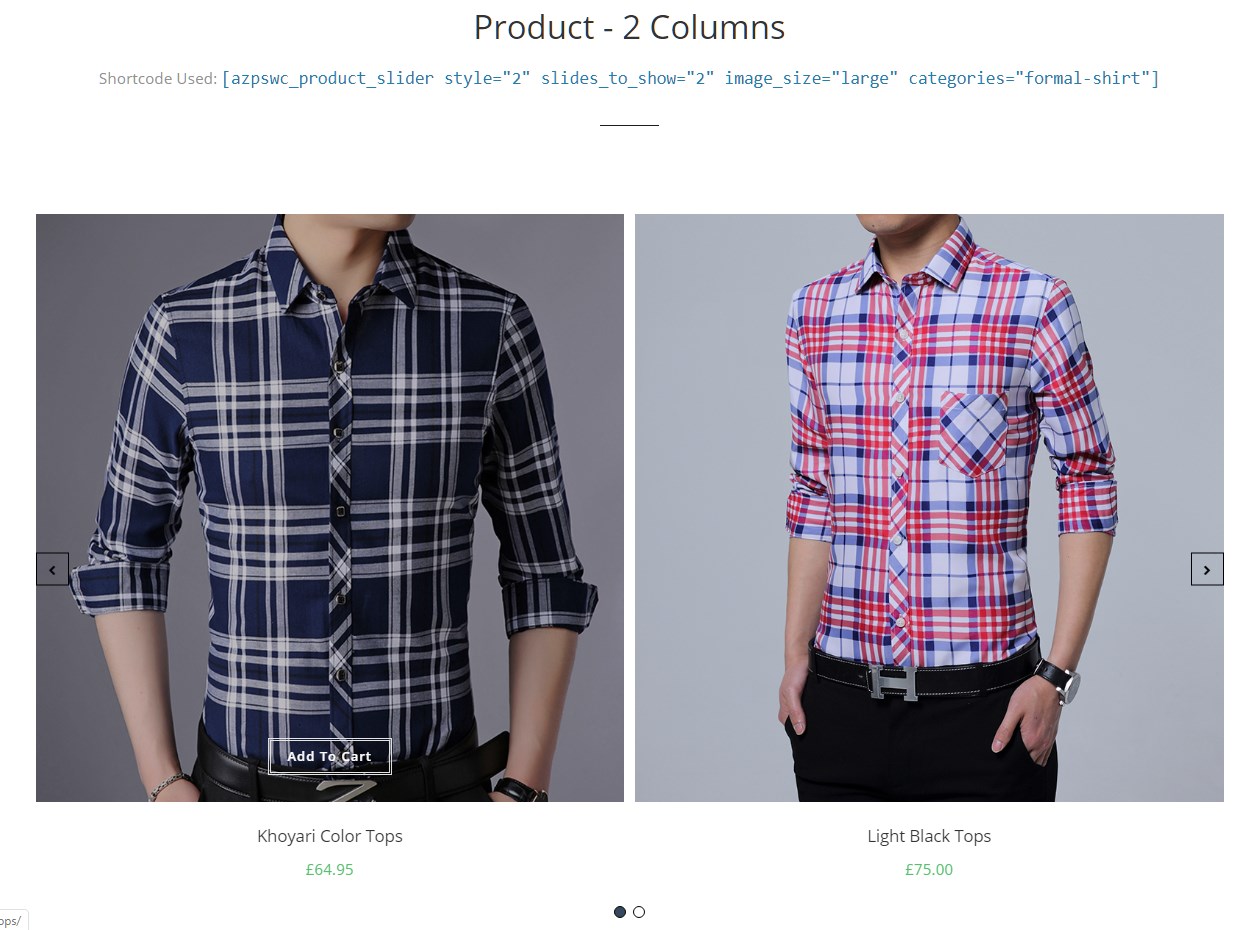 Product - 2 Columns
Shortcode Used: [azpswc_product_slider style="2" slides_to_show="2" image_size="large" categories="formal-shirt"]
Add To Cart
Khoyari Color Tops
Light Black Tops
£64.95
£75.00
ops/